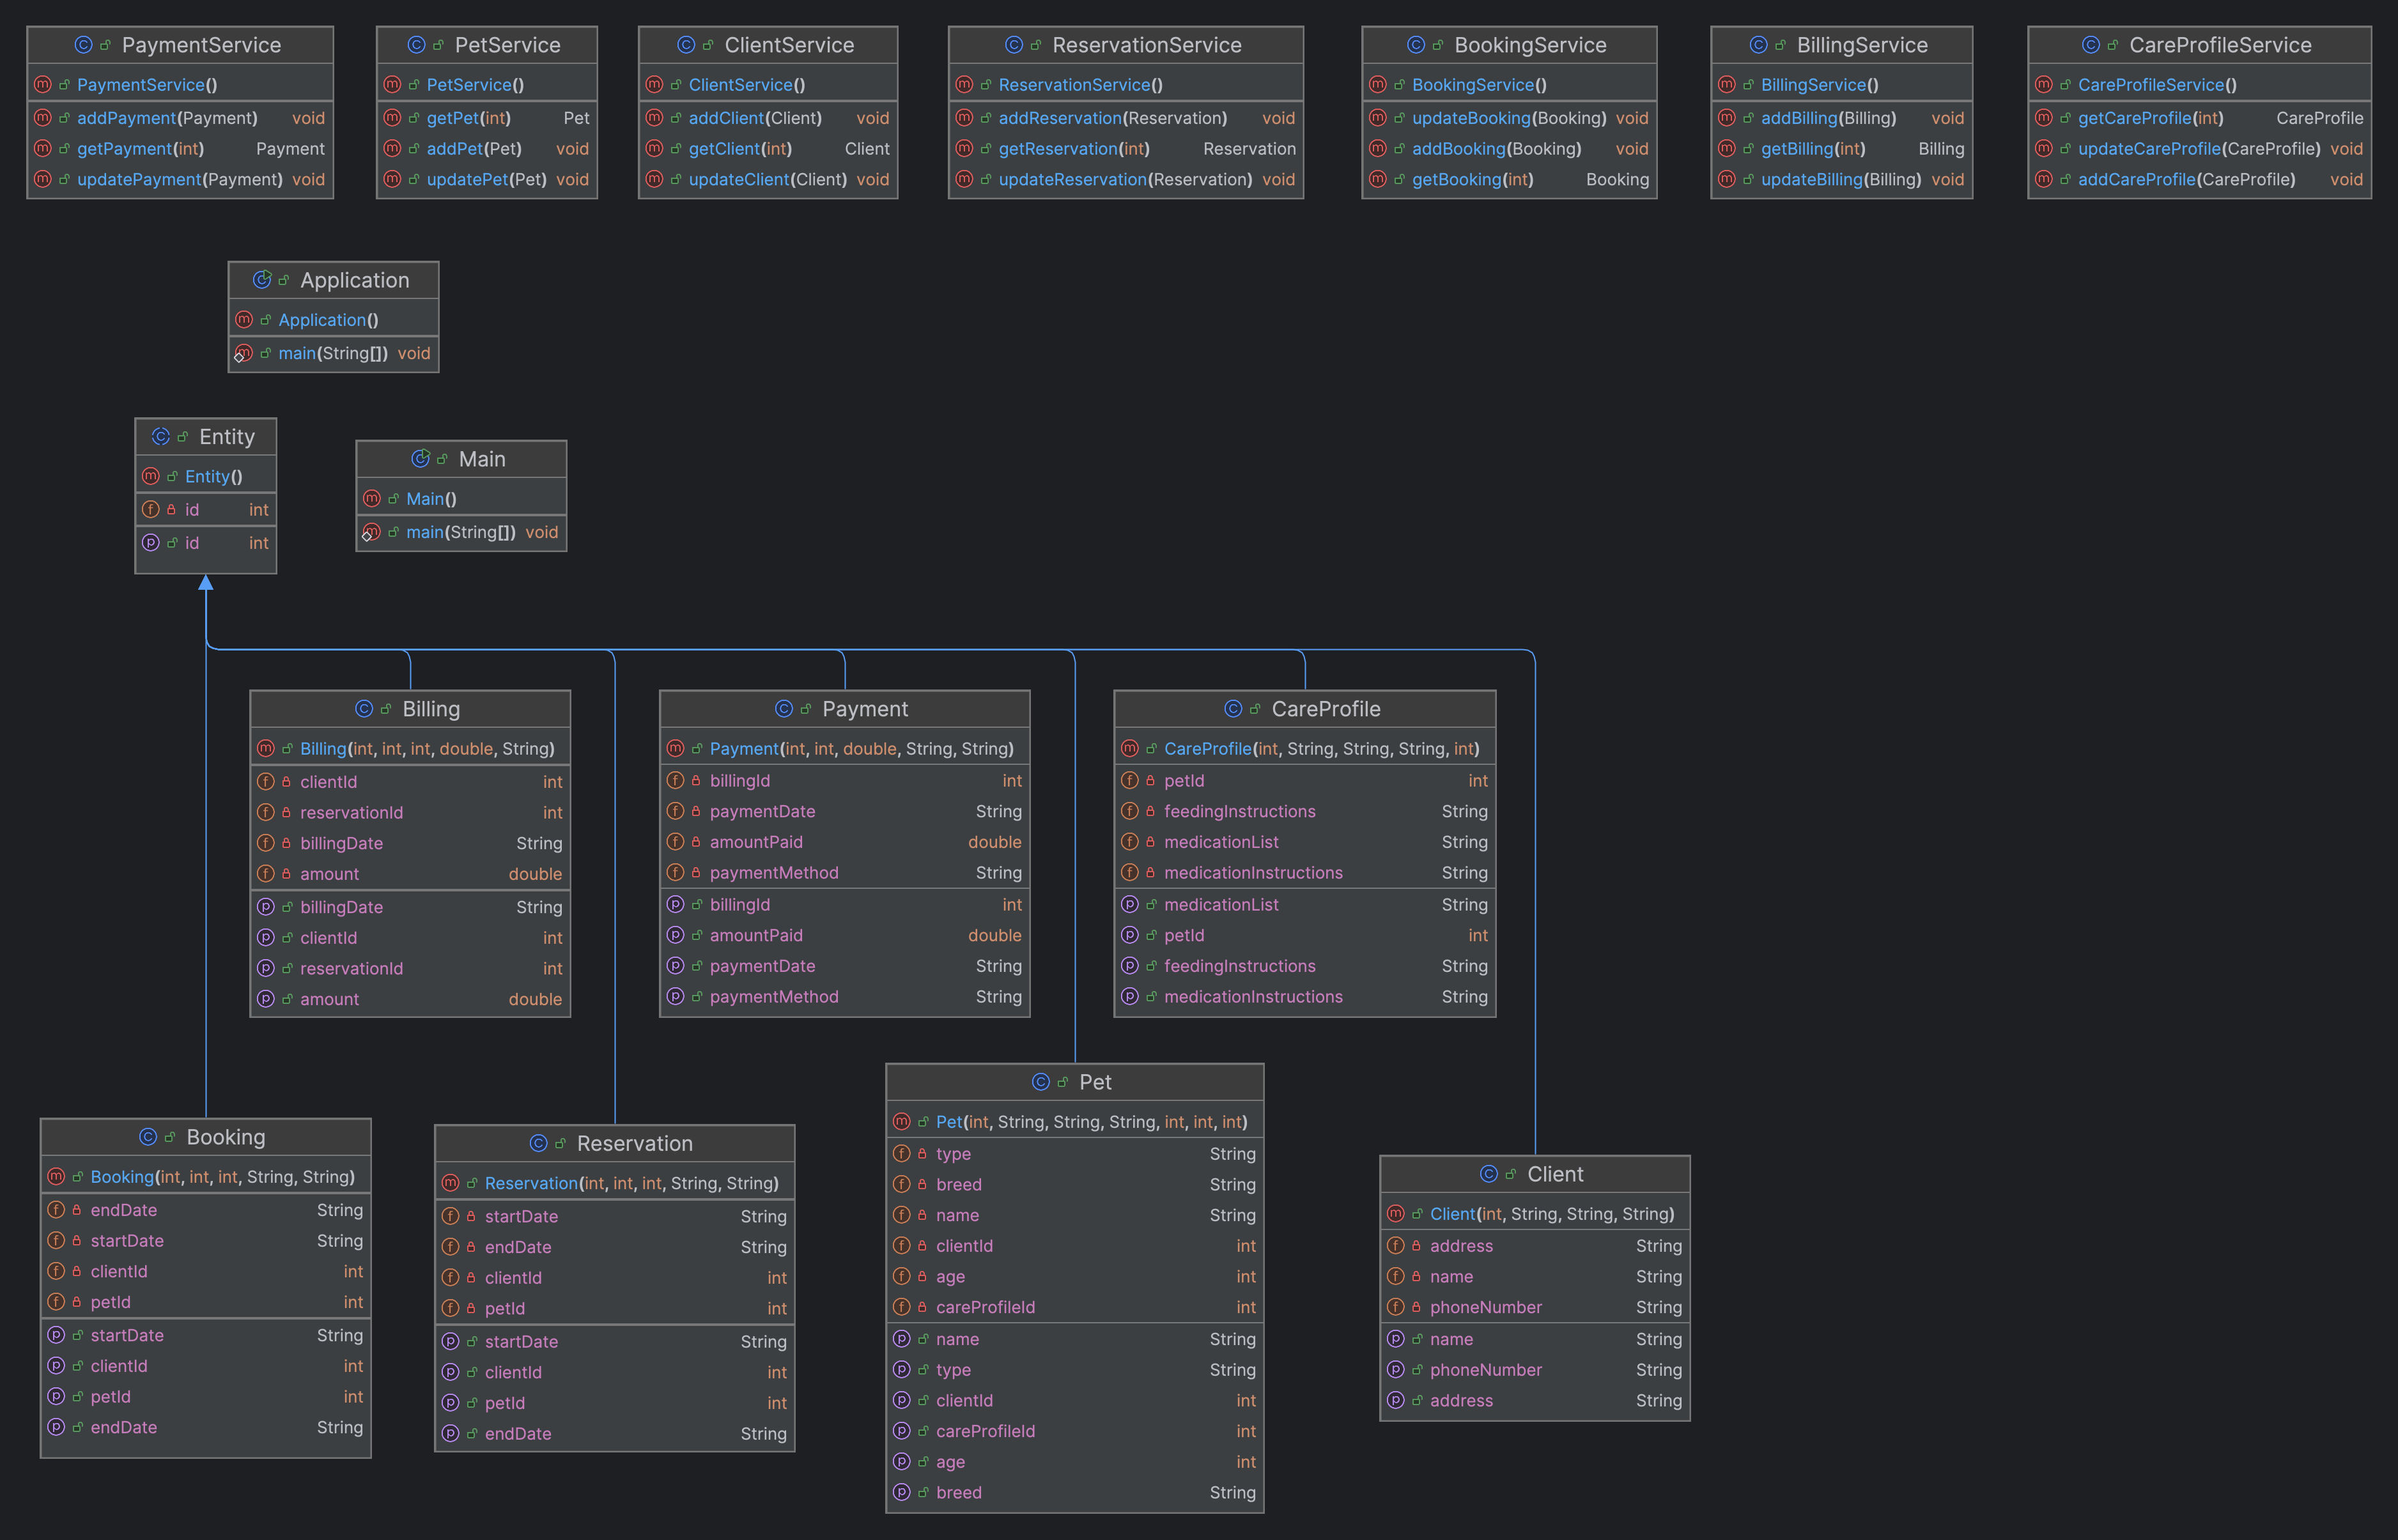 PaymentService
PaymentService()
addPayment(Payment) void
getPayment(int) Payment
updatePayment(Payment) void
PetService
PetService()
getPet(int) Pet
addPet(Pet) void
updatePet(Pet) void
ClientService
ClientService()
addClient(Client) void
getClient(int) Client
updateClient(Client) void
ReservationService
ReservationService()
addReservation(Reservation) void
getReservation(int) Reservation
updateReservation(Reservation) void
BookingService
BookingService()
updateBooking(Booking) void
addBooking(Booking) void
getBooking(int) Booking
BillingService
BillingService()
addBilling(Billing) void
getBilling(int) Billing
updateBilling(Billing) void
CareProfileService
CareProfileService()
getCareProfile(int) CareProfile
updateCareProfile(CareProfile) void
addCareProfile(CareProfile) void
Application
Application()
main(String[]) void
Entity
Entity()
id int
id int
Main
Main()
main(String[]) void
Billing
Billing(int, int, int, double, String)
clientId int
reservationId int
billingDate String
amount double
billingDate String
clientId int
reservationId int
amount double
Payment
Payment(int, int, double, String, String)
billingId int
paymentDate String
amountPaid double
paymentMethod String
billingId int
amountPaid double
paymentDate String
paymentMethod String
CareProfile
CareProfile(int, String, String, String, int)
petId int
feedingInstructions String
medicationList String
medicationInstructions String
medicationList String
petId int
feedingInstructions String
medicationInstructions String
Booking
Booking(int, int, int, String, String)
endDate String
startDate String
clientId int
petId int
startDate String
clientId int
petId int
endDate String
Reservation
Reservation(int, int, int, String, String)
startDate String
endDate String
clientId int
petId int
startDate String
clientId int
petId int
endDate String
Pet
Pet(int, String, String, String, int, int, int)
type String
breed String
name String
clientId int
age int
careProfileId int
name String
type String
clientId int
careProfileId int
age int
breed String
Client
Client(int, String, String, String)
address String
name String
phoneNumber String
name String
phoneNumber String
address String